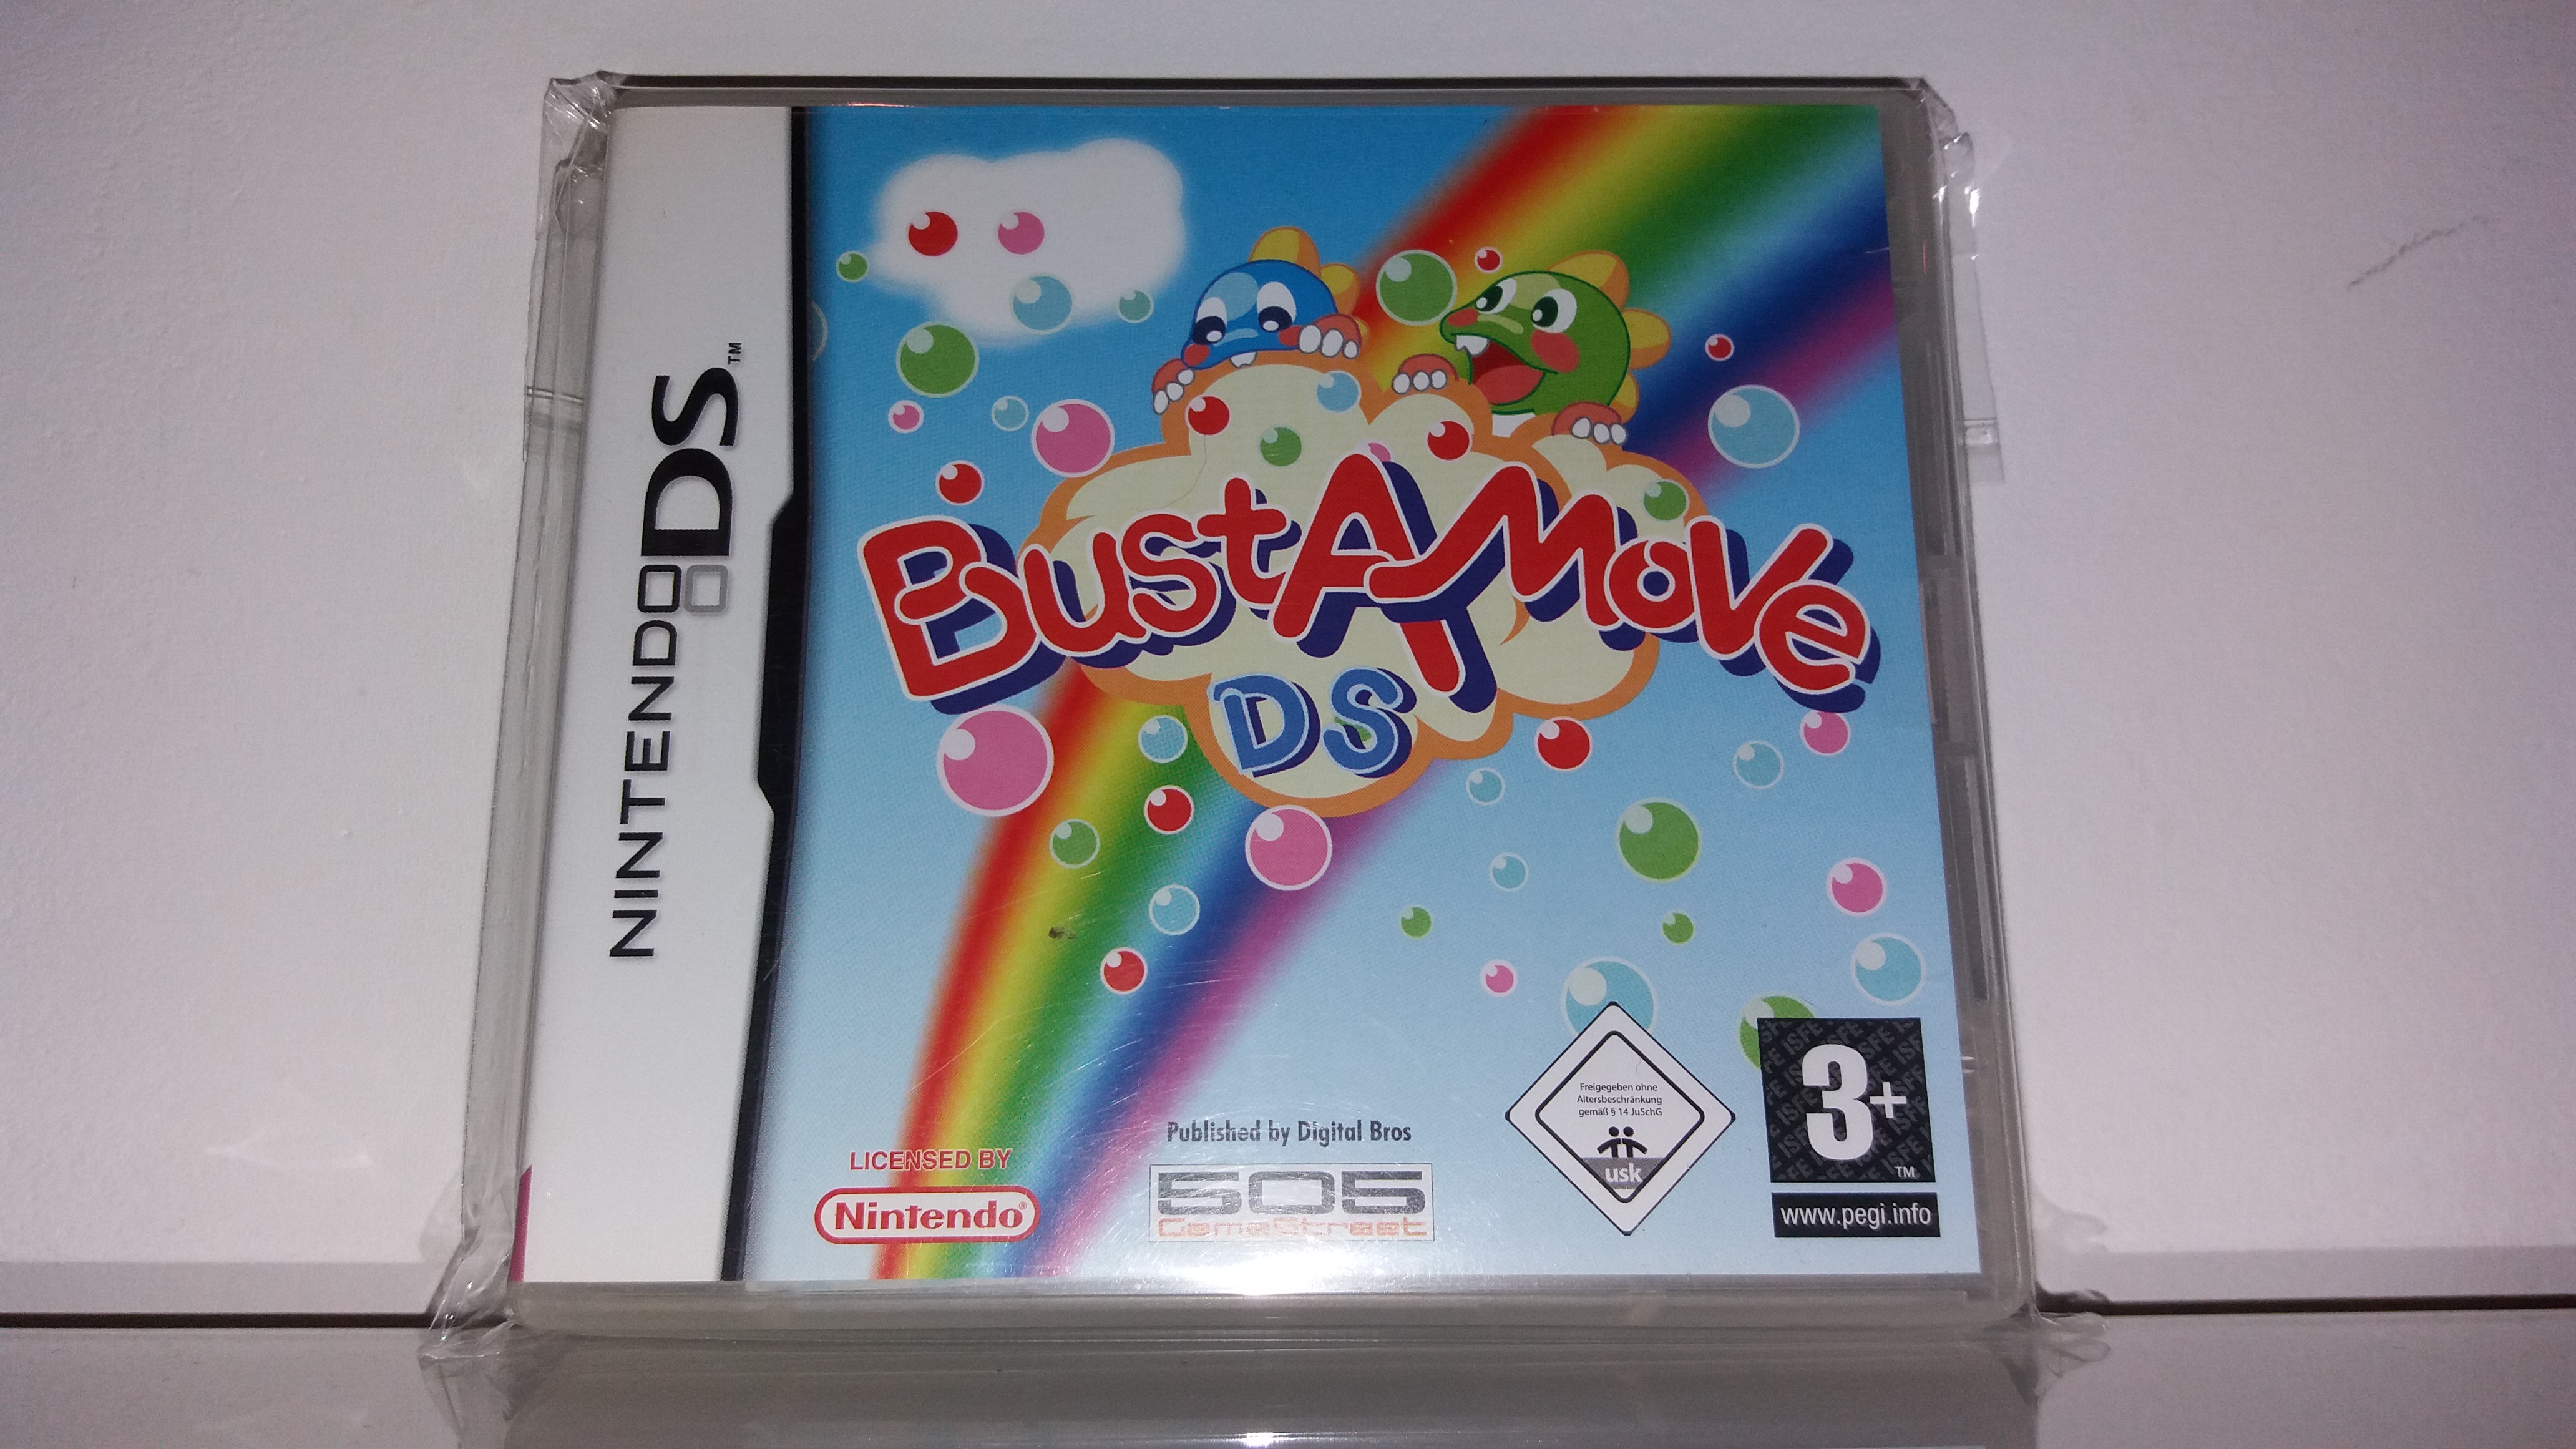 NINTENDO DS™
BUST A MOVE
DS
LICENSED BY
Nintendo®
Published by Digital Bros
505
GameStreet
Freigegeben ohne
Altersbeschränkung
gemäß § 14 JuSchG
usk
3+
TM
www.pegi.info